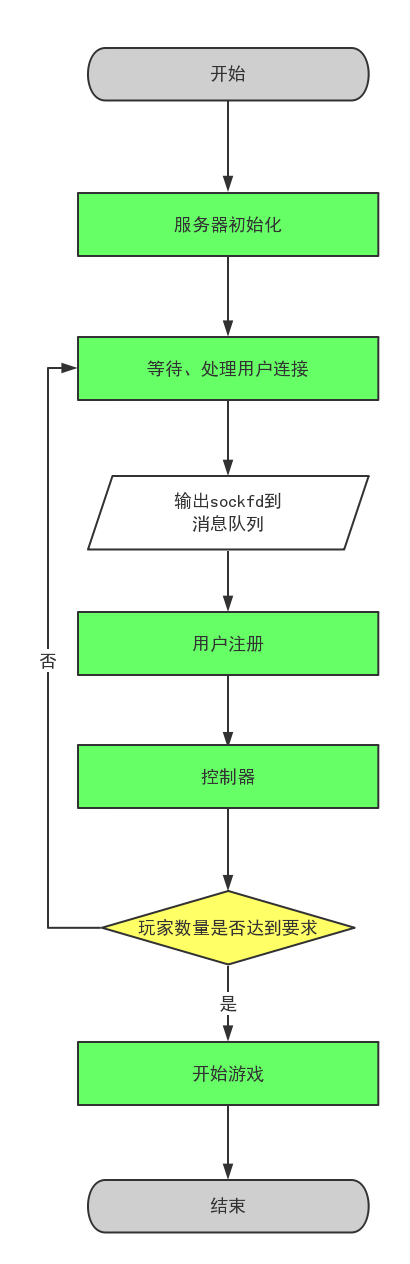 开始
服务器初始化
等待、处理用户连接
输出sockfd到
消息队列
用户注册
否
控制器
玩家数量是否达到要求
是
开始游戏
结束